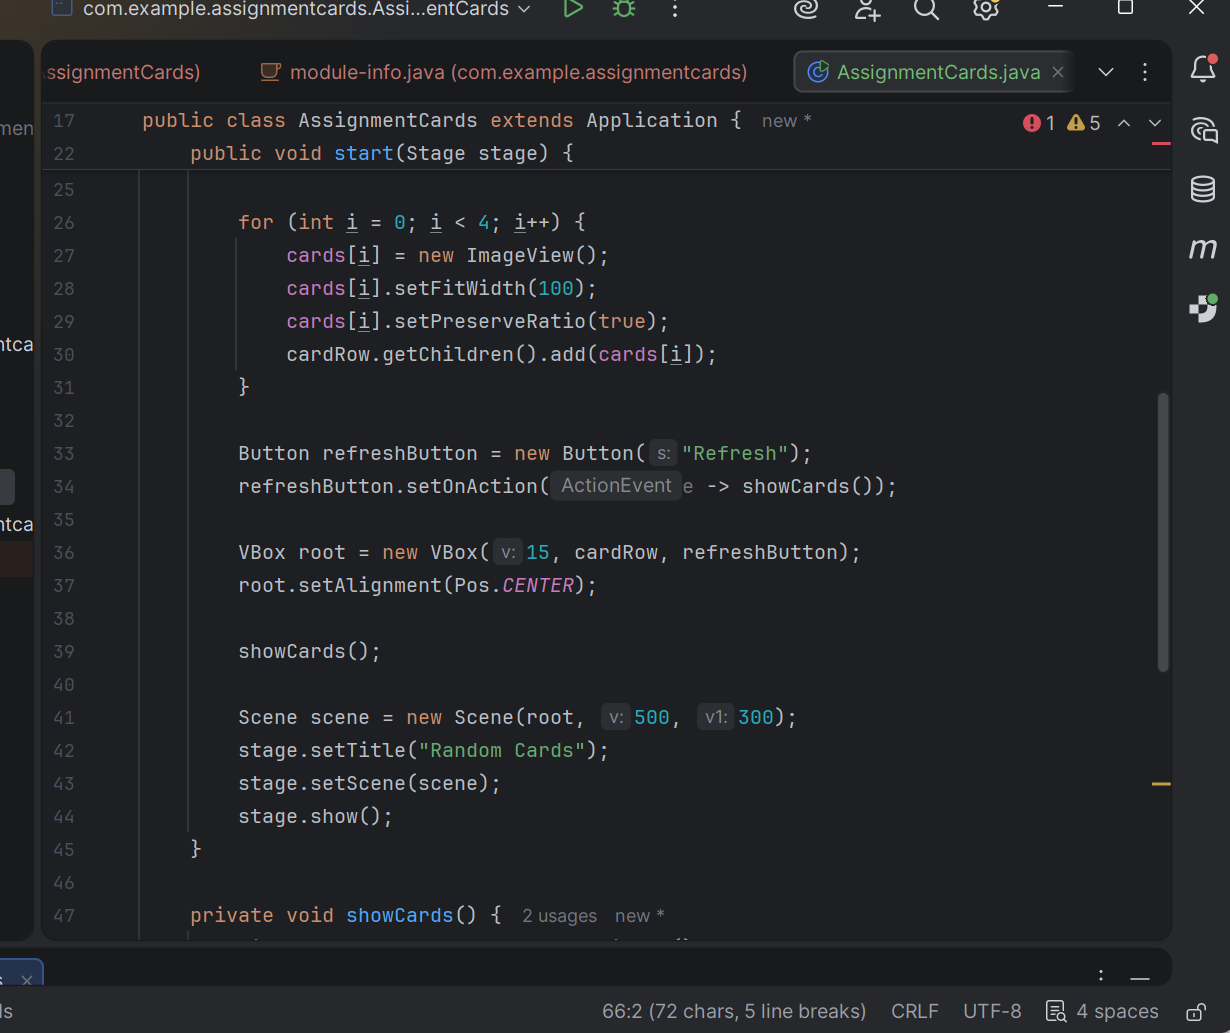 com.example.assignmentcards.Assi...entCards
ssignmentCards)
module-info.java (com.example.assignmentcards)
AssignmentCards.java
men
17 public class AssignmentCards extends Application { new *
1 5
22 public void start(Stage stage) {
25
26 for (int i = 0; i < 4; i++) {
27 cards[i] = new ImageView();
28 cards[i].setFitWidth(100);
29 cards[i].setPreserveRatio(true);
ntca
30 cardRow.getChildren().add(cards[i]);
31 }
32
33 Button refreshButton = new Button( s: "Refresh");
34 refreshButton.setOnAction( ActionEvent e -> showCards());
35
ntca
36 VBox root = new VBox( v: 15, cardRow, refreshButton);
37 root.setAlignment(Pos.CENTER);
38
39 showCards();
40
41 Scene scene = new Scene(root, v: 500, v1: 300);
42 stage.setTitle("Random Cards");
43 stage.setScene(scene);
44 stage.show();
45 }
46
47 private void showCards() { 2 usages new *
m
s
ls
66:2 (72 chars, 5 line breaks) CRLF UTF-8 4 spaces